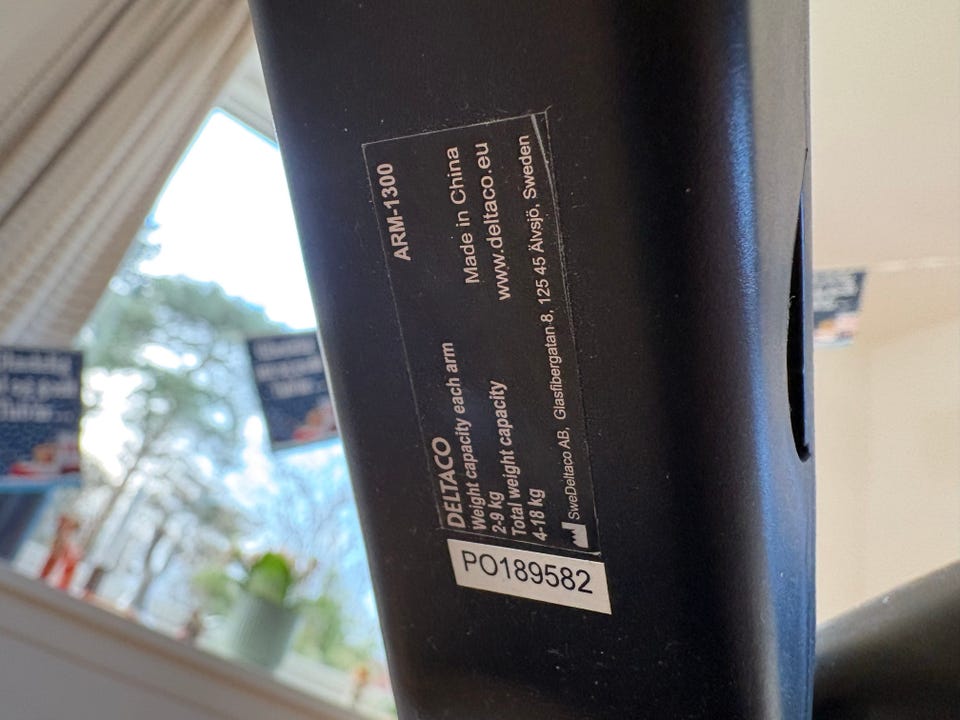 DELTACO
ARM-1300
Weight capacity each arm
2-9 kg
Made in China
Total weight capacity
www.deltaco.eu
4-18 kg
SweDeltaco AB, Glasfibergatan 8, 125 45 Älvsjö, Sweden
PO189582